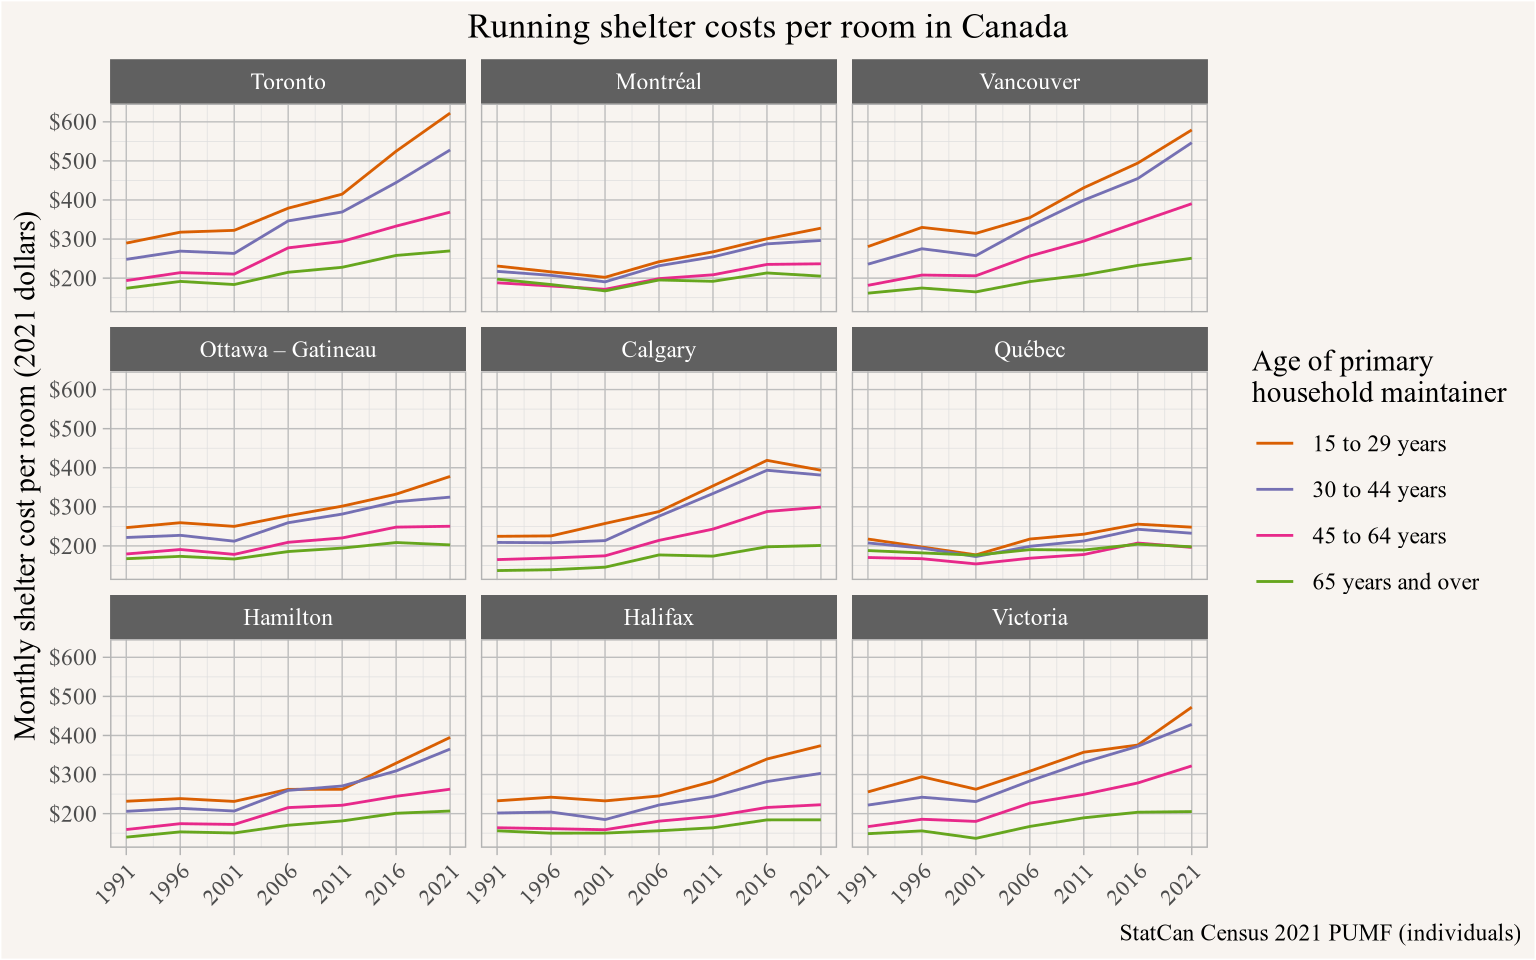 Running shelter costs per room in Canada
Toronto
Montréal
Vancouver
$600
$500
$400
$300
$200
Ottawa – Gatineau
Calgary
Québec
$600
$500
$400
$300
$200
Hamilton
Halifax
Victoria
$600
$500
$400
$300
$200
1991 1996 2001 2006 2011 2016 2021
1991 1996 2001 2006 2011 2016 2021
1991 1996 2001 2006 2011 2016 2021
Monthly shelter cost per room (2021 dollars)
Age of primary
household maintainer
15 to 29 years
30 to 44 years
45 to 64 years
65 years and over
StatCan Census 2021 PUMF (individuals)